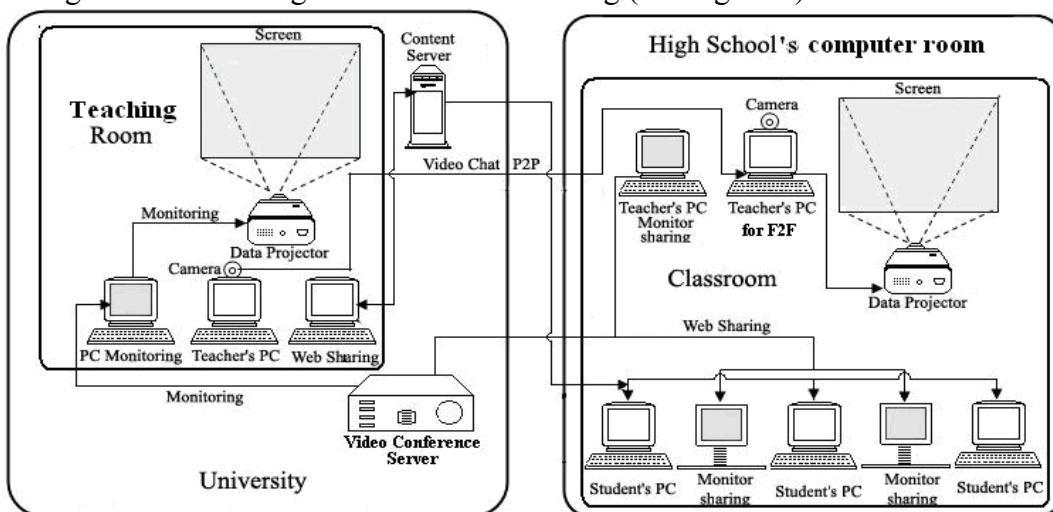 Screen
Teaching
Room
Monitoring
Data Projector
Camera
PC Monitoring
Teacher's PC
Web Sharing
Monitoring
Content
Server
Video Chat P2P
Video Conference
Server
University
High School's computer room
Camera
Screen
Teacher's PC
Monitor
sharing
Teacher's PC
for F2F
Classroom
Data Projector
Web Sharing
Student's PC
Monitor
sharing
Student's PC
Monitor
sharing
Student's PC